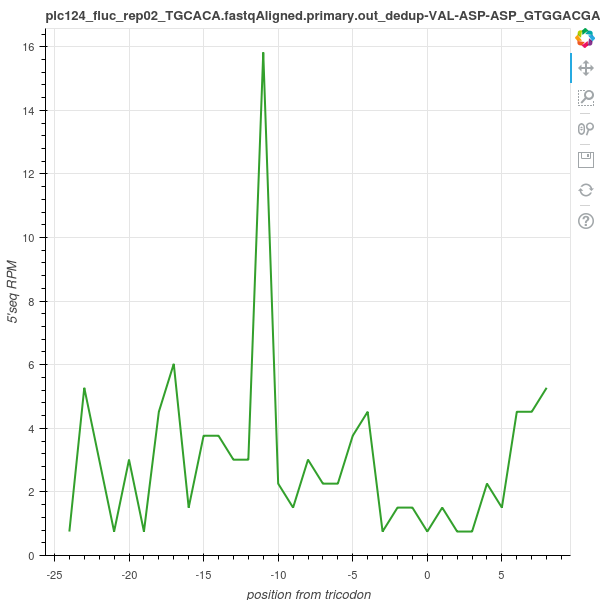 plc124_fluc_rep02_TGCACA.fastqAligned.primary.out_dedup-VAL-ASP-ASP_GTGGACGA
16
14
12
10
8
6
4
2
0
5'seq RPM
-25 -20 -15 -10 -5 0 5
position from tricodon